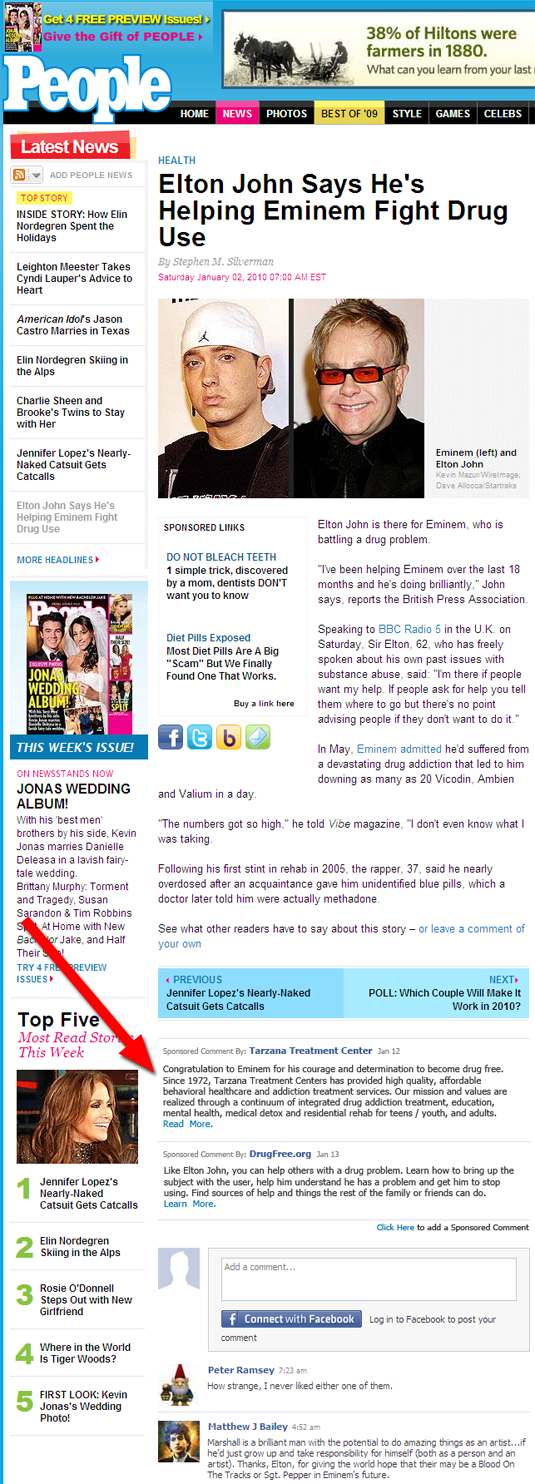 Get 4 FREE PREVIEW Issues!
Give the Gift of PEOPLE
38% of Hiltons were
farmers in 1880.
What can you learn from your last
People
HOME NEWS PHOTOS BEST OF '09 STYLE GAMES CELEBS
Latest News
ADD PEOPLE NEWS
TOP STORY
INSIDE STORY: How Elin
Nordegren Spent the
Holidays
Leighton Meester Takes
Cyndi Lauper's Advice to
Heart
American Idol's Jason
Castro Marries in Texas
Elin Nordegren Skiing in
the Alps
Charlie Sheen and
Brooke's Twins to Stay
with Her
Jennifer Lopez's Nearly-
Naked Catsuit Gets
Catcalls
Elton John Says He's
Helping Eminem Fight Drug
Use
MORE HEADLINES
People
JONAS
WEDDING
ALBUM!
THIS WEEK'S ISSUE!
ON NEWSSTANDS NOW
JONAS WEDDING
ALBUM!
With his 'best men'
brothers by his side, Kevin
Jonas marries Danielle
Deleasa in a lavish fairy-
tale wedding.
Brittany Murphy: Torment
and Tragedy, Susan
Sarandon & Tim Robbins
At Home with New
Jake, and Half
Their
TRY 4 FREE PREVIEW
ISSUES
Top Five
Most Read Stories
This Week
1 Jennifer Lopez's
Nearly-Naked
Catsuit Gets Catcalls
2 Elin Nordegren
Skiing in the Alps
3 Rosie O'Donnell
Steps Out with New
Girlfriend
4 Where in the World
Is Tiger Woods?
5 FIRST LOOK: Kevin
Jonas's Wedding
Photo!
HEALTH
Elton John Says He's
Helping Eminem Fight Drug
Use
By Stephen M. Silverman
Saturday January 02, 2010 07:00 AM EST
Eminem (left) and
Elton John
Kevin Mazur/WireImage;
Dave Allocca/Startraks
SPONSORED LINKS
DO NOT BLEACH TEETH
1 simple trick, discovered
by a mom, dentists DON'T
want you to know
Diet Pills Exposed
Most Diet Pills Are A Big
"Scam" But We Finally
Found One That Works.
Buy a link here
Elton John is there for Eminem, who is
battling a drug problem.
"I've been helping Eminem over the last 18
months and he's doing brilliantly," John
says, reports the British Press Association.
Speaking to BBC Radio 5 in the U.K. on
Saturday, Sir Elton, 62, who has freely
spoken about his own past issues with
substance abuse, said: "I'm there if people
want my help. If people ask for help you tell
them where to go but there's no point
advising people if they don't want to do it."
In May, Eminem admitted he'd suffered from
a devastating drug addiction that led to him
downing as many as 20 Vicodin, Ambien
and Valium in a day.
"The numbers got so high," he told Vibe magazine, "I don't even know what I
was taking.
Following his first stint in rehab in 2005, the rapper, 37, said he nearly
overdosed after an acquaintance gave him unidentified blue pills, which a
doctor later told him were actually methadone.
See what other readers have to say about this story – or leave a comment of
your own
PREVIOUS
Jennifer Lopez's Nearly-Naked
Catsuit Gets Catcalls
NEXT
POLL: Which Couple Will Make It
Work in 2010?
Sponsored Comment By: Tarzana Treatment Center Jan 12
Congratulation to Eminem for his courage and determination to become drug free.
Since 1972, Tarzana Treatment Centers has provided high quality, affordable
behavioral healthcare and addiction treatment services. Our mission and values are
realized through a continuum of integrated drug addiction treatment, education,
mental health, medical detox and residential rehab for teens / youth, and adults.
Read More.
Sponsored Comment By: DrugFree.org Jan 13
Like Elton John, you can help others with a drug problem. Learn how to bring up the
subject with the user, help him understand he has a problem and get him to stop
using. Find sources of help and things the rest of the family or friends can do.
Learn More.
Click Here to add a Sponsored Comment
Add a comment...
Connect with Facebook Log in to Facebook to post your
comment
Peter Ramsey 7:23 am
How strange, I never liked either one of them.
Matthew J Bailey 4:52 am
Marshall is a brilliant man with the potential to do amazing things as an artist...if
he'd just grow up and take responsibility for himself (both as a person and an
artist). Thanks, Elton, for giving the world hope that their may be a Blood On
The Tracks or Sgt. Pepper in Eminem's future.